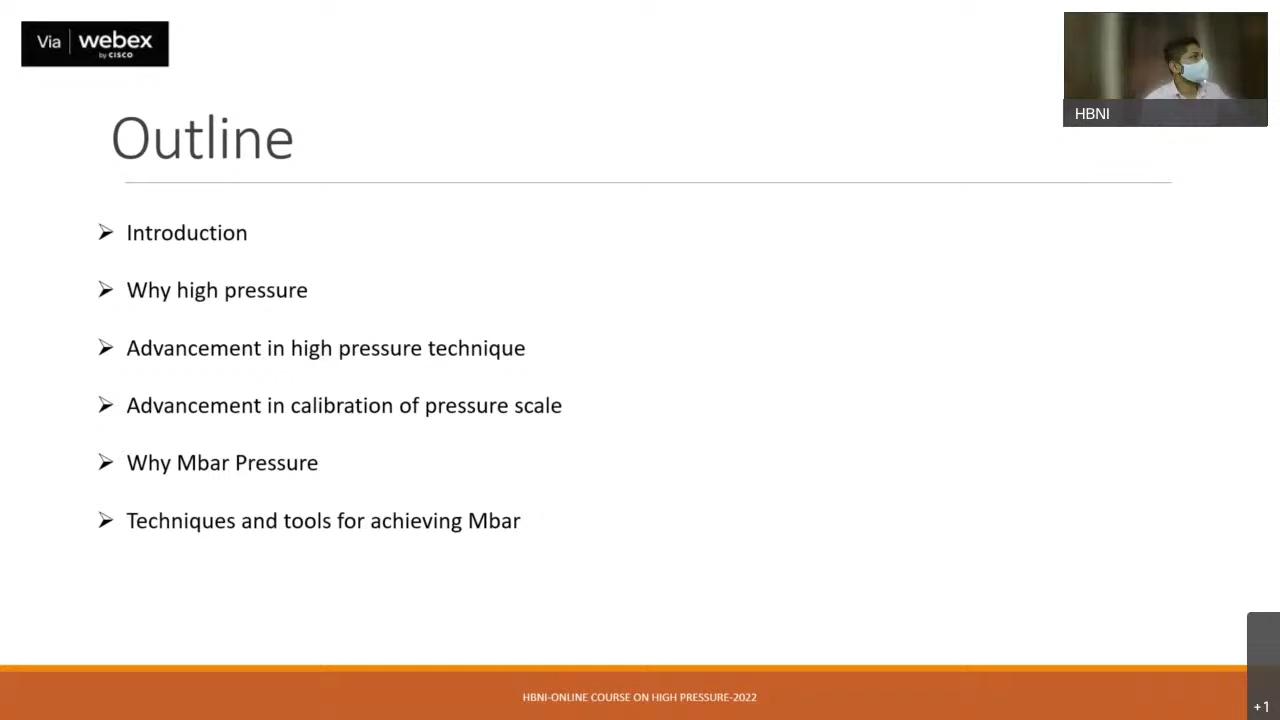 Via | webex
by CISCO
HBNI
Outline
Introduction
Why high pressure
Advancement in high pressure technique
Advancement in calibration of pressure scale
Why Mbar Pressure
Techniques and tools for achieving Mbar
HBNI-ONLINE COURSE ON HIGH PRESSURE-2022
+1